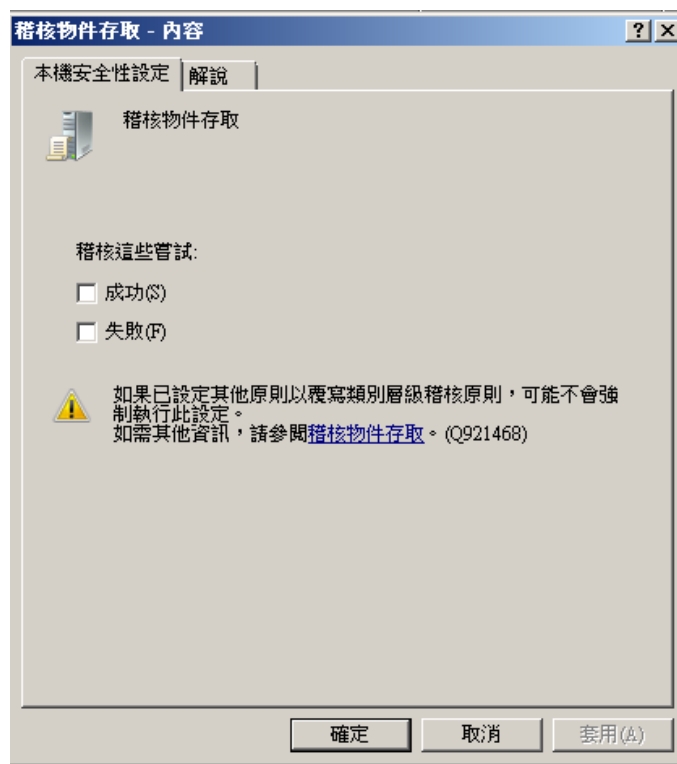 稽核物件存取 - 內容
本機安全性設定
解說
稽核物件存取
稽核這些嘗試:
成功(S)
失敗(F)
如果已設定其他原則以覆寫類別層級稽核原則，可能不會強
制執行此設定。
如需其他資訊，請參閱稽核物件存取。(Q921468)
確定
取消
套用(A)